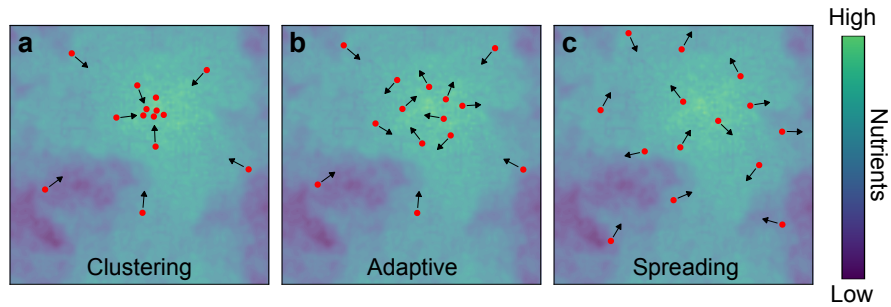 a
b
c
Clustering
Adaptive
Spreading
High
Nutrients
Low